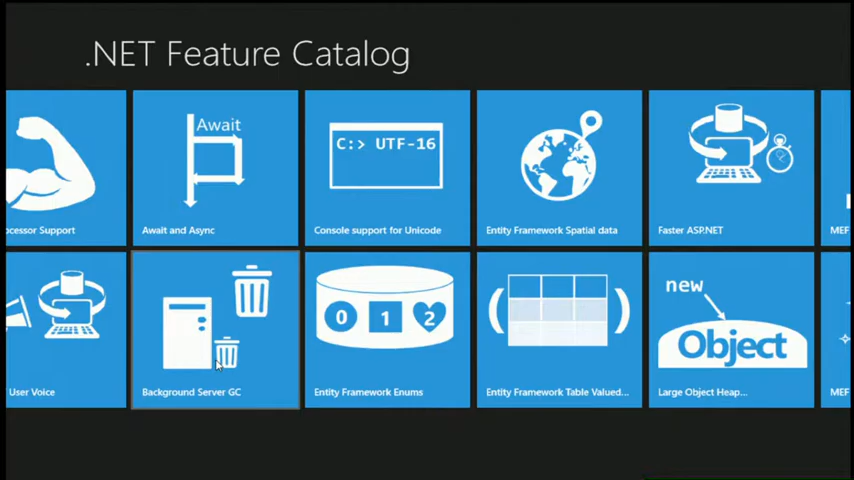 .NET Feature Catalog
Await
C:> UTF-16
ocessor Support
Await and Async
Console support for Unicode
Entity Framework Spatial data
Faster ASP.NET
MEF
new
0 1 2
Object
User Voice
Background Server GC
Entity Framework Enums
Entity Framework Table Valued...
Large Object Heap...
MEF